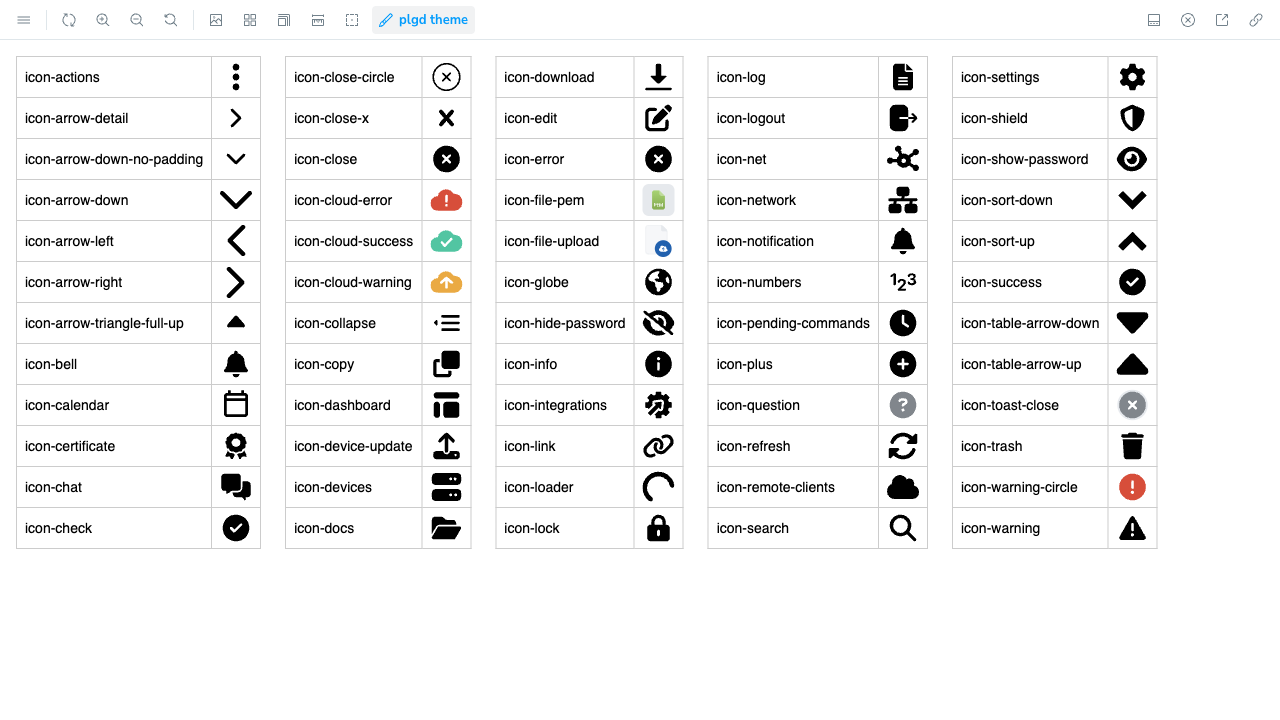 plgd theme
icon-actions
icon-arrow-detail
icon-arrow-down-no-padding
icon-arrow-down
icon-arrow-left
icon-arrow-right
icon-arrow-triangle-full-up
icon-bell
icon-calendar
icon-certificate
icon-chat
icon-check
icon-close-circle
icon-close-x
icon-close
icon-cloud-error
icon-cloud-success
icon-cloud-warning
icon-collapse
icon-copy
icon-dashboard
icon-device-update
icon-devices
icon-docs
icon-download
icon-edit
icon-error
icon-file-pem
icon-file-upload
icon-globe
icon-hide-password
icon-info
icon-integrations
icon-link
icon-loader
icon-lock
icon-log
icon-logout
icon-net
icon-network
icon-notification
icon-numbers
123
icon-pending-commands
icon-plus
icon-question
icon-refresh
icon-remote-clients
icon-search
icon-settings
icon-shield
icon-show-password
icon-sort-down
icon-sort-up
icon-success
icon-table-arrow-down
icon-table-arrow-up
icon-toast-close
icon-trash
icon-warning-circle
icon-warning